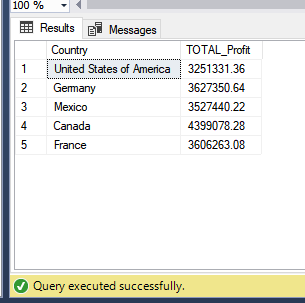 100 %
Results Messages
Country TOTAL_Profit
1 United States of America 3251331.36
2 Germany 3627350.64
3 Mexico 3527440.22
4 Canada 4399078.28
5 France 3606263.08
Query executed successfully.